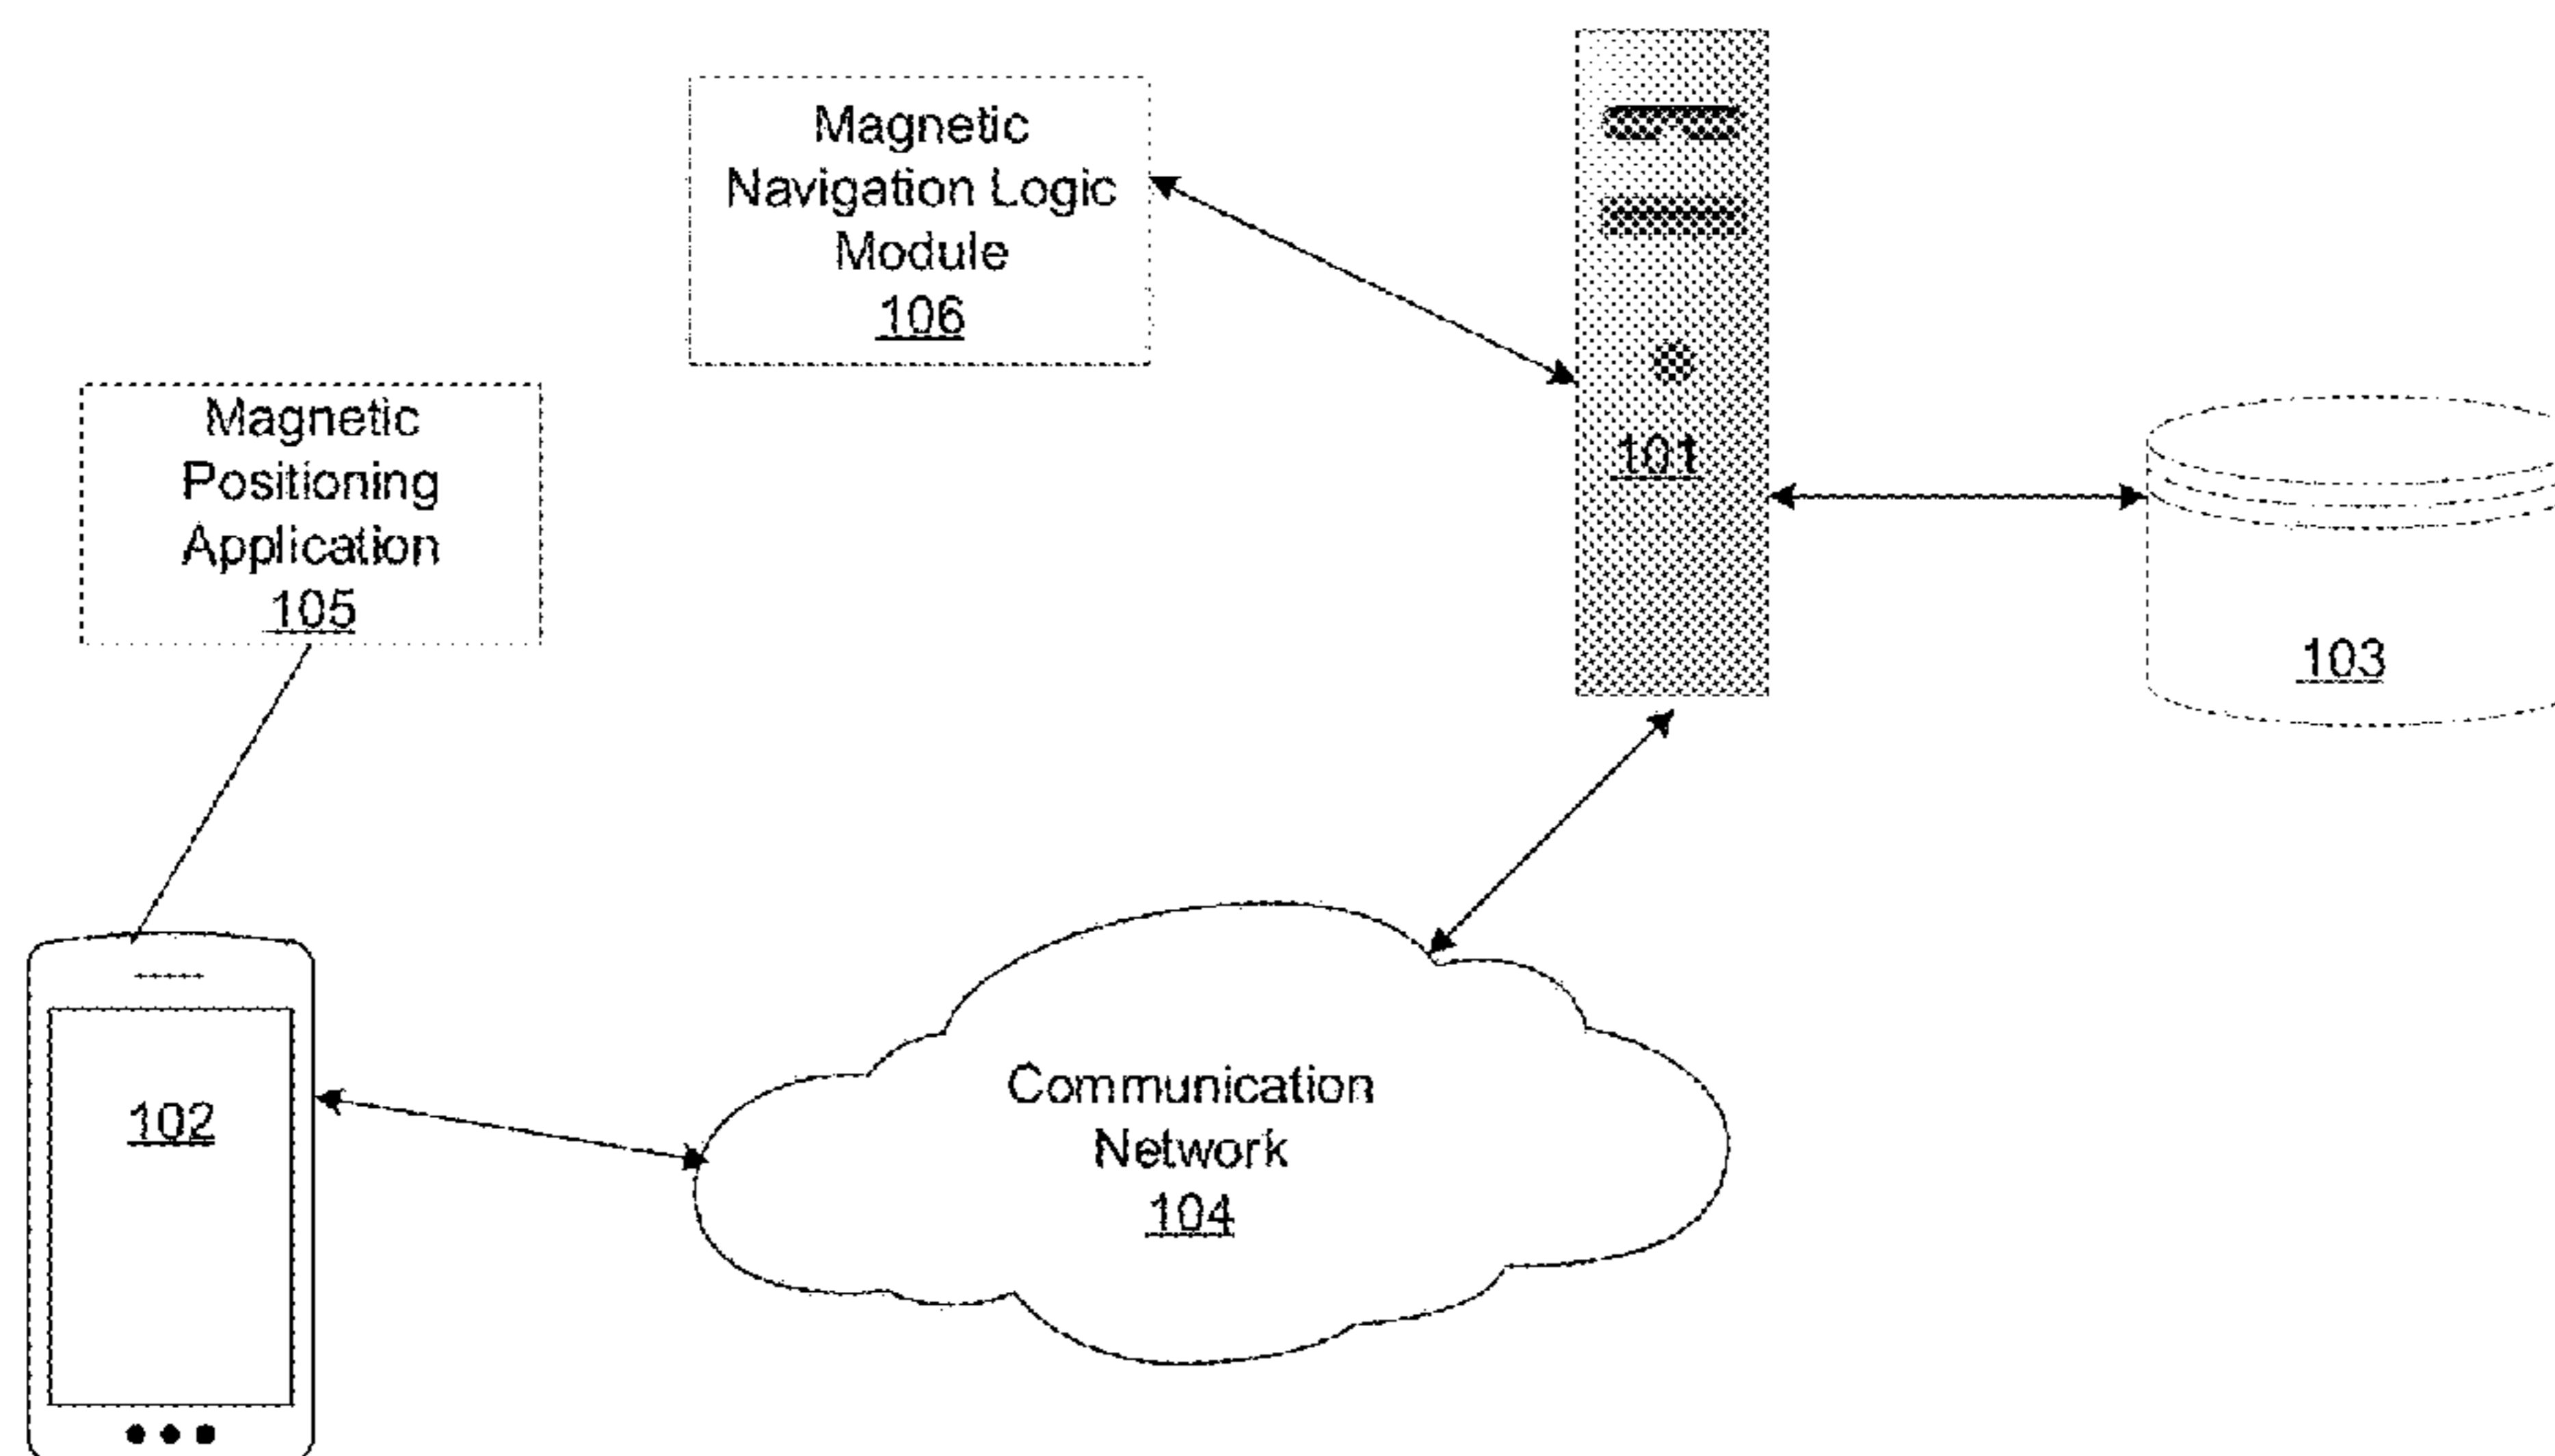 Magnetic
Navigation Logic
Module
106
101
Magnetic
Positioning
Application
105
103
102
Communication
Network
104